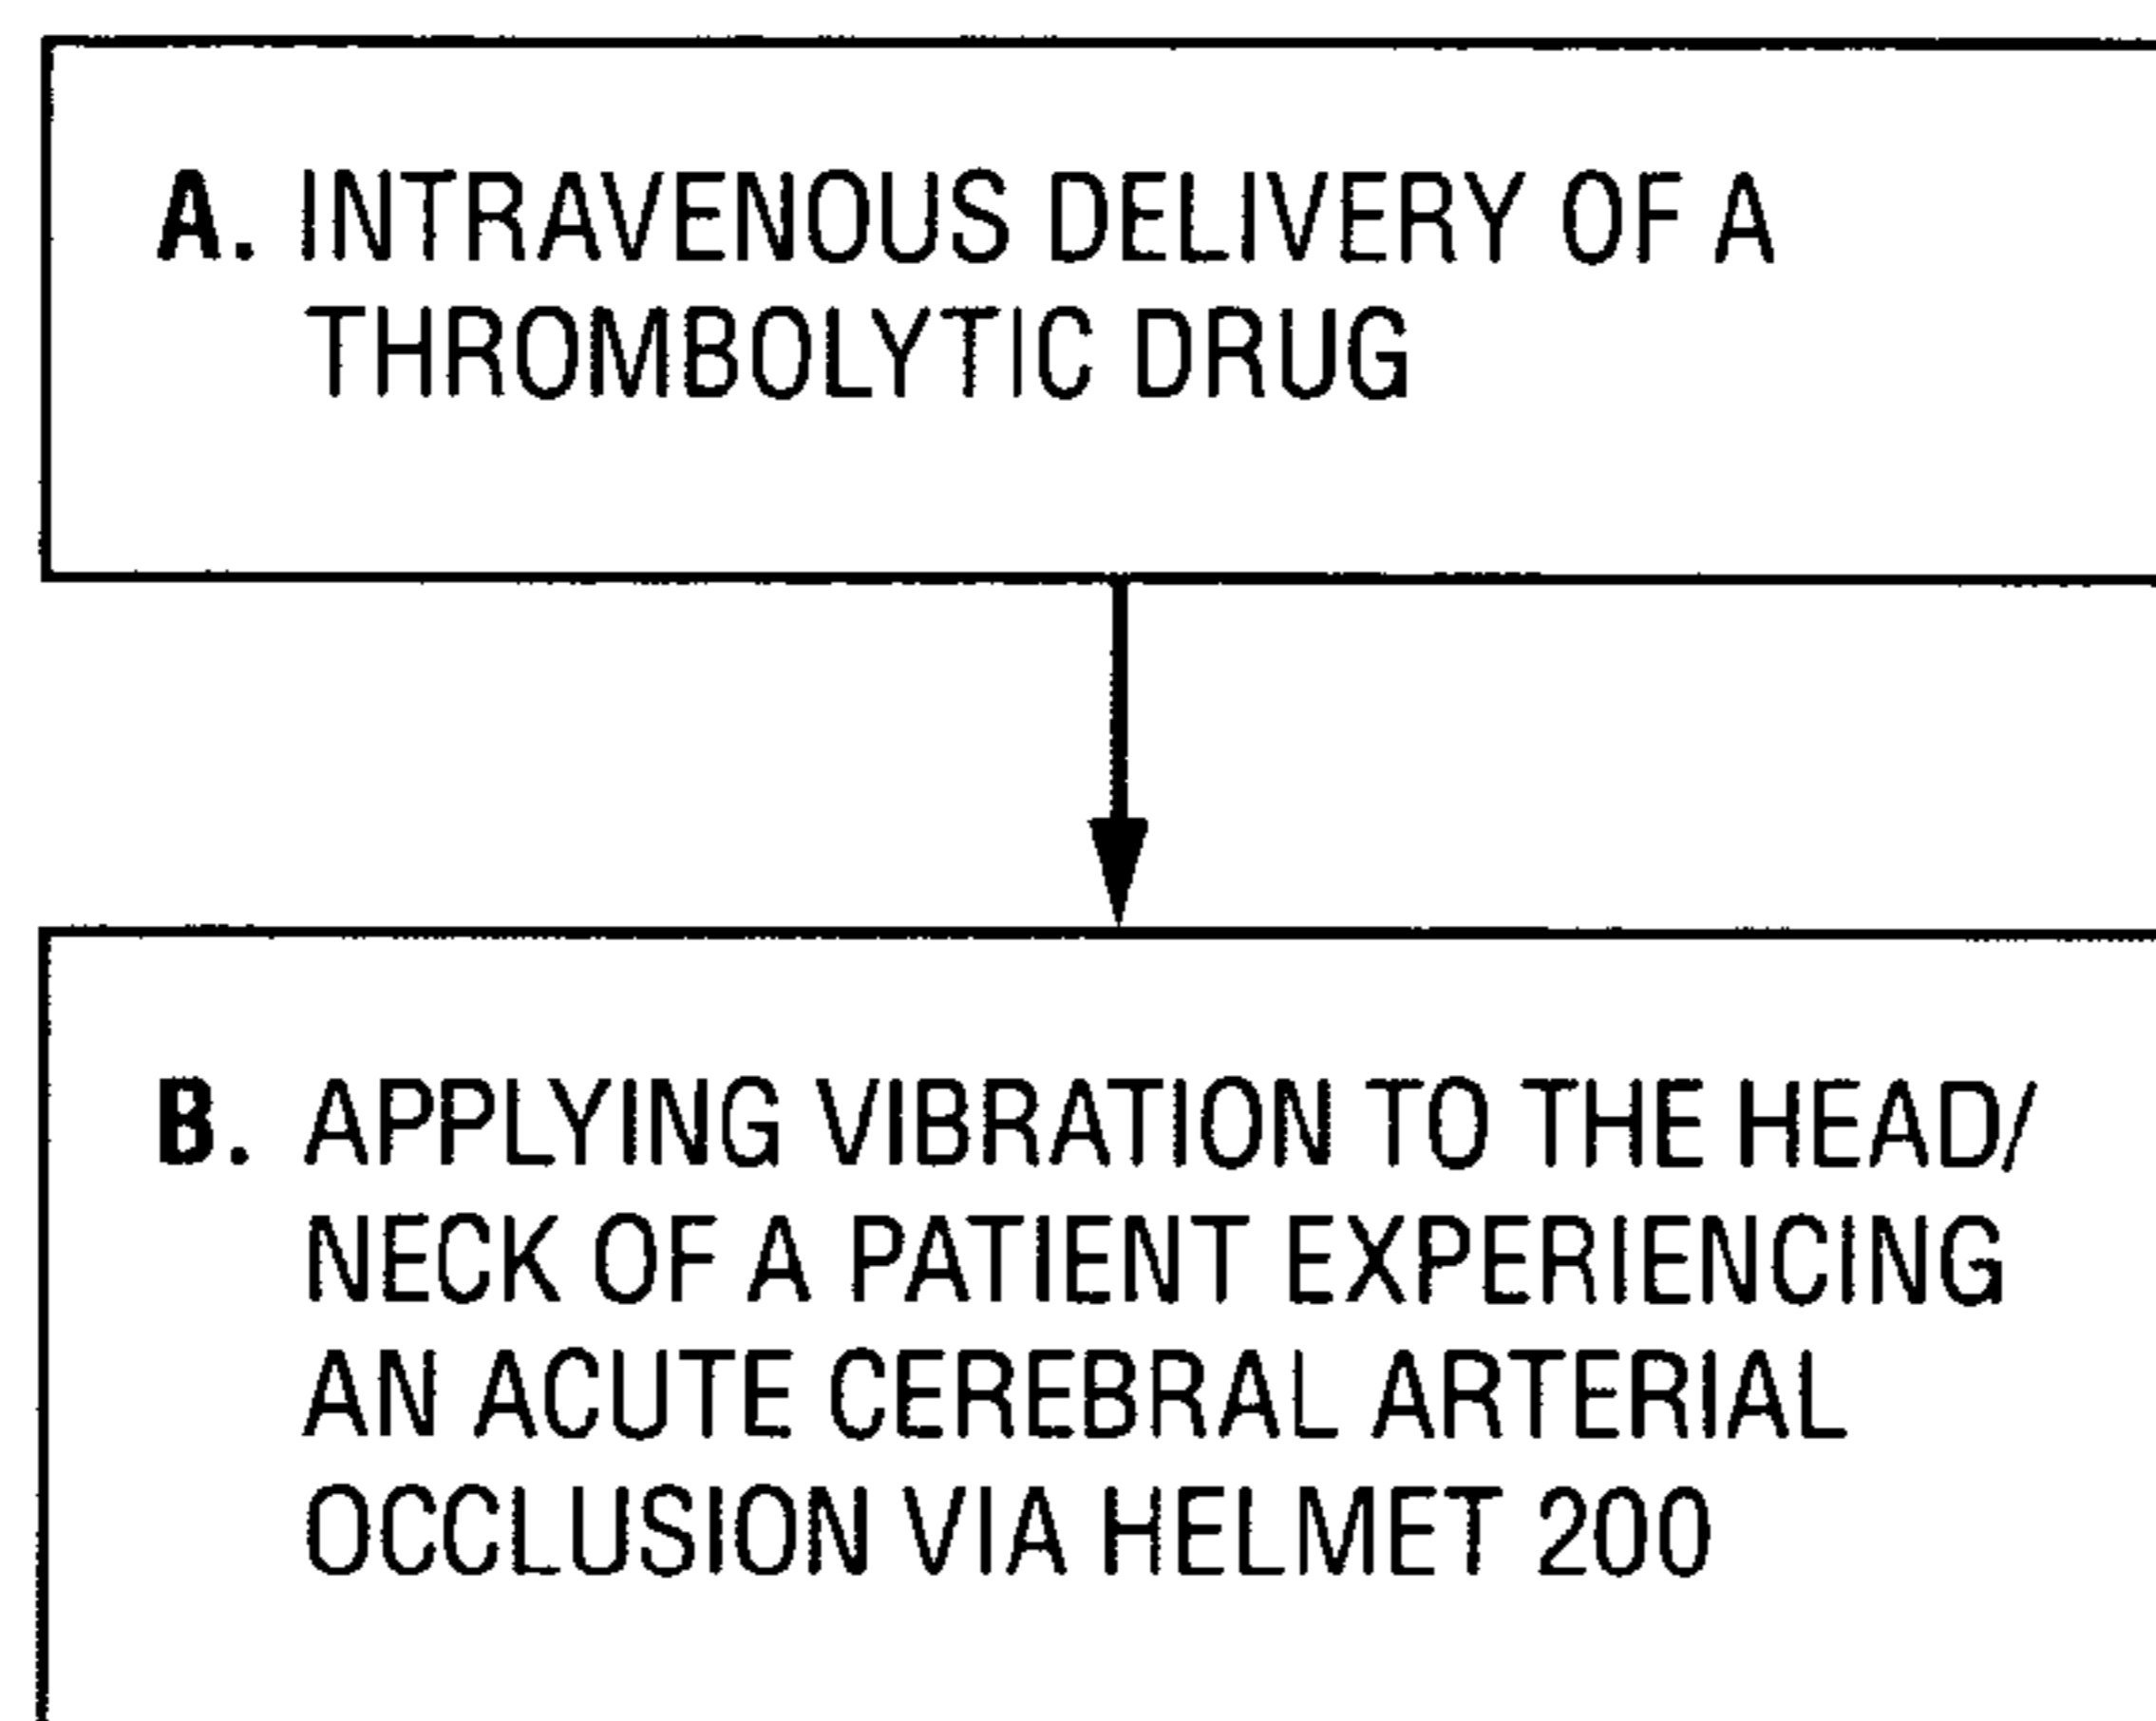 A. INTRAVENOUS DELIVERY OF A
THROMBOLYTIC DRUG
B. APPLYING VIBRATION TO THE HEAD/
NECK OF A PATIENT EXPERIENCING
AN ACUTE CEREBRAL ARTERIAL
OCCLUSION VIA HELMET 200